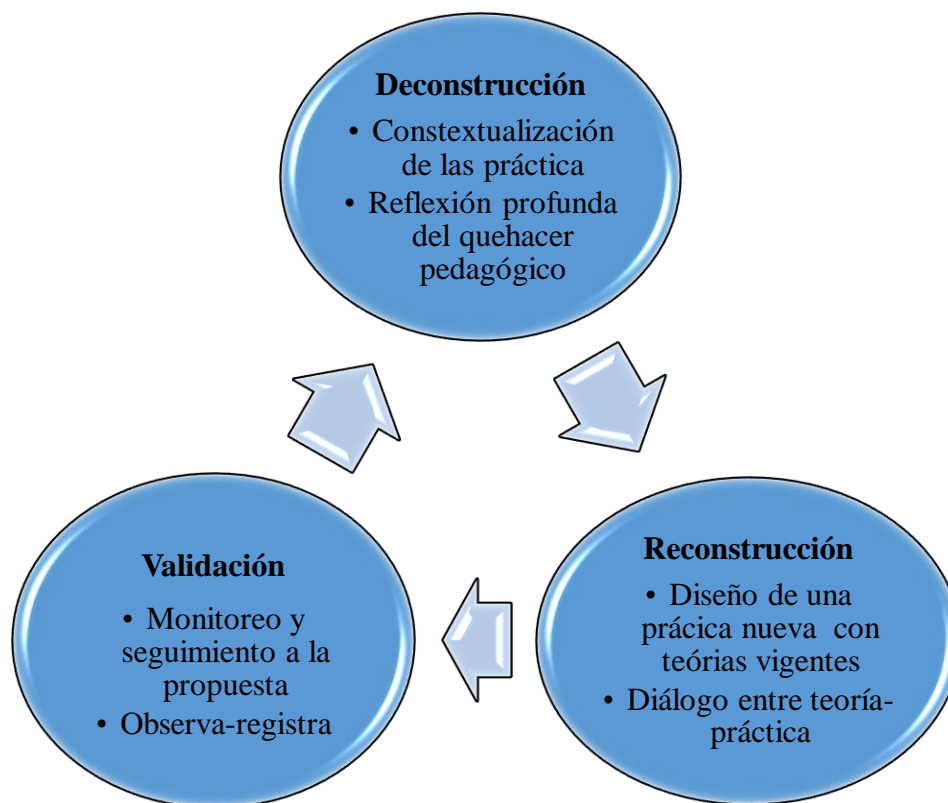 Deconstrucción
• Constextualización
de las práctica
• Reflexión profunda
del quehacer
pedagógico
Validación
• Monitoreo y
seguimiento a la
propuesta
• Observa-registra
Reconstrucción
• Diseño de una
prácica nueva con
teórias vigentes
• Diálogo entre teoría-
práctica